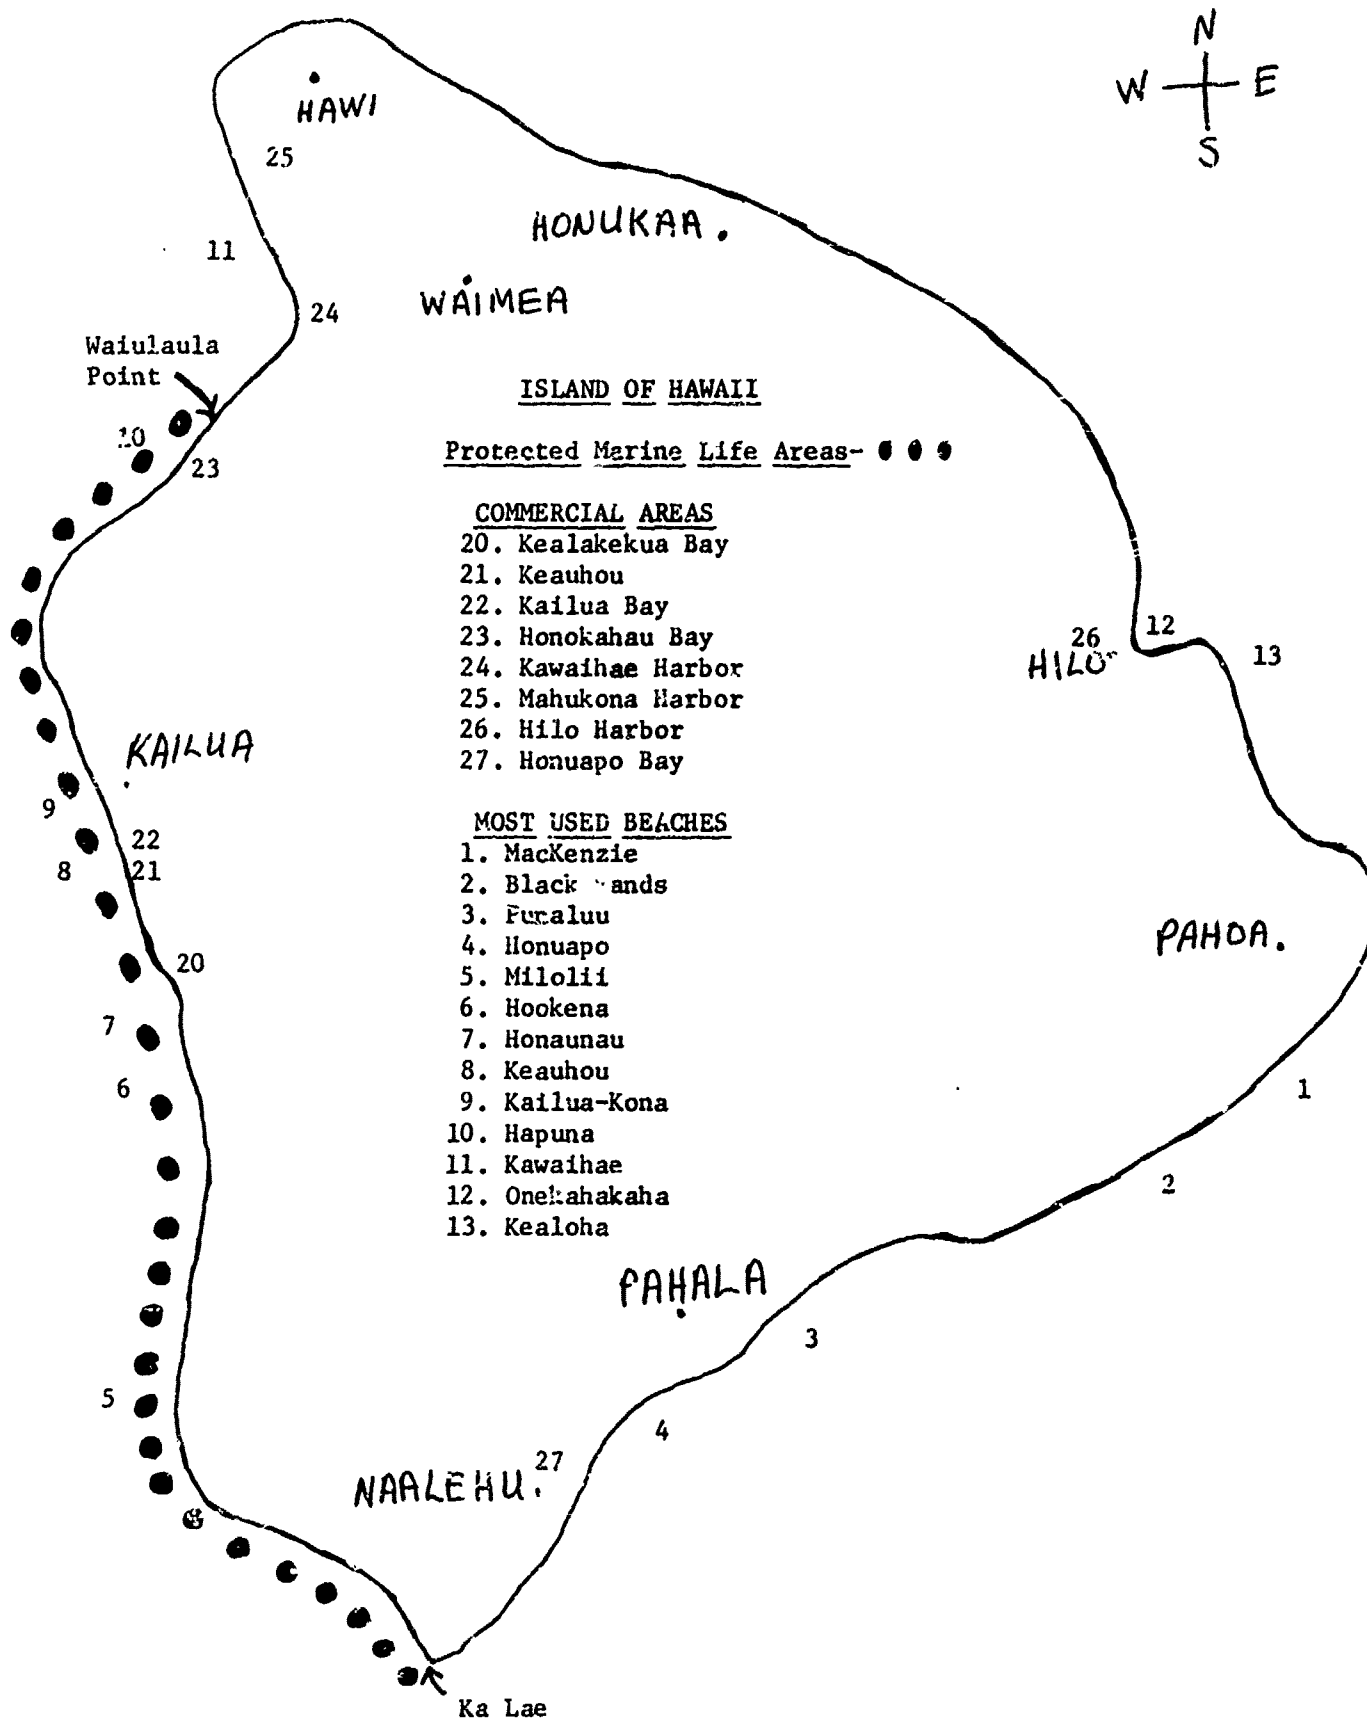 N
W E
S
HAWI
25
HONUKAA.
11
WAIMEA
24
Waiulaula
Point
ISLAND OF HAWAII
10
Protected Marine Life Areas-
23
COMMERCIAL AREAS
20. Kealakekua Bay
21. Keauhou
22. Kailua Bay
23. Honokahau Bay
24. Kawaihae Harbor
25. Mahukona Harbor
26. Hilo Harbor
27. Honuapo Bay
26
12
HILO
13
KAILUA
9
22
8
21
MOST USED BEACHES
1. MacKenzie
2. Black ands
3.
4. Honuapo
5. Milolii
6. Hookena
7. Honaunau
8. Keauhou
9. Kailua-Kona
10. Hapuna
11. Kawaihae
12. Onekahakaha
13. Kealoha
PAHOA.
20
7
6
1
2
PAHALA
3
5
4
27
NAALEHU.
Ka Lae